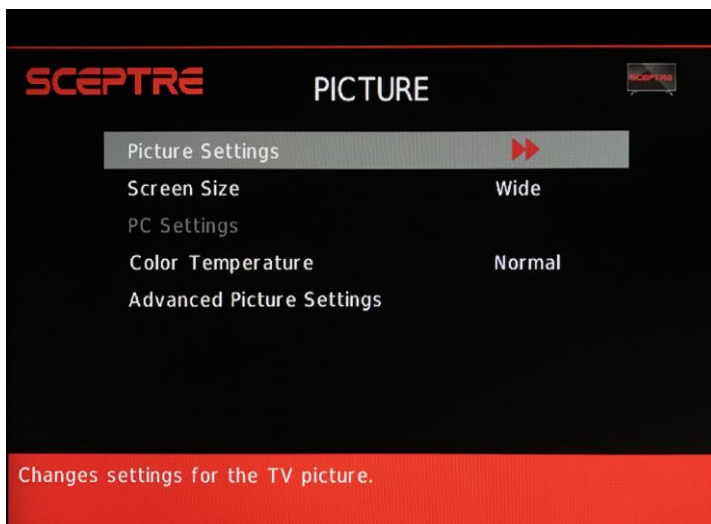 SCEPTRE PICTURE SCEPTRE
Picture Settings
Screen Size Wide
PC Settings
Color Temperature Normal
Advanced Picture Settings
Changes settings for the TV picture.